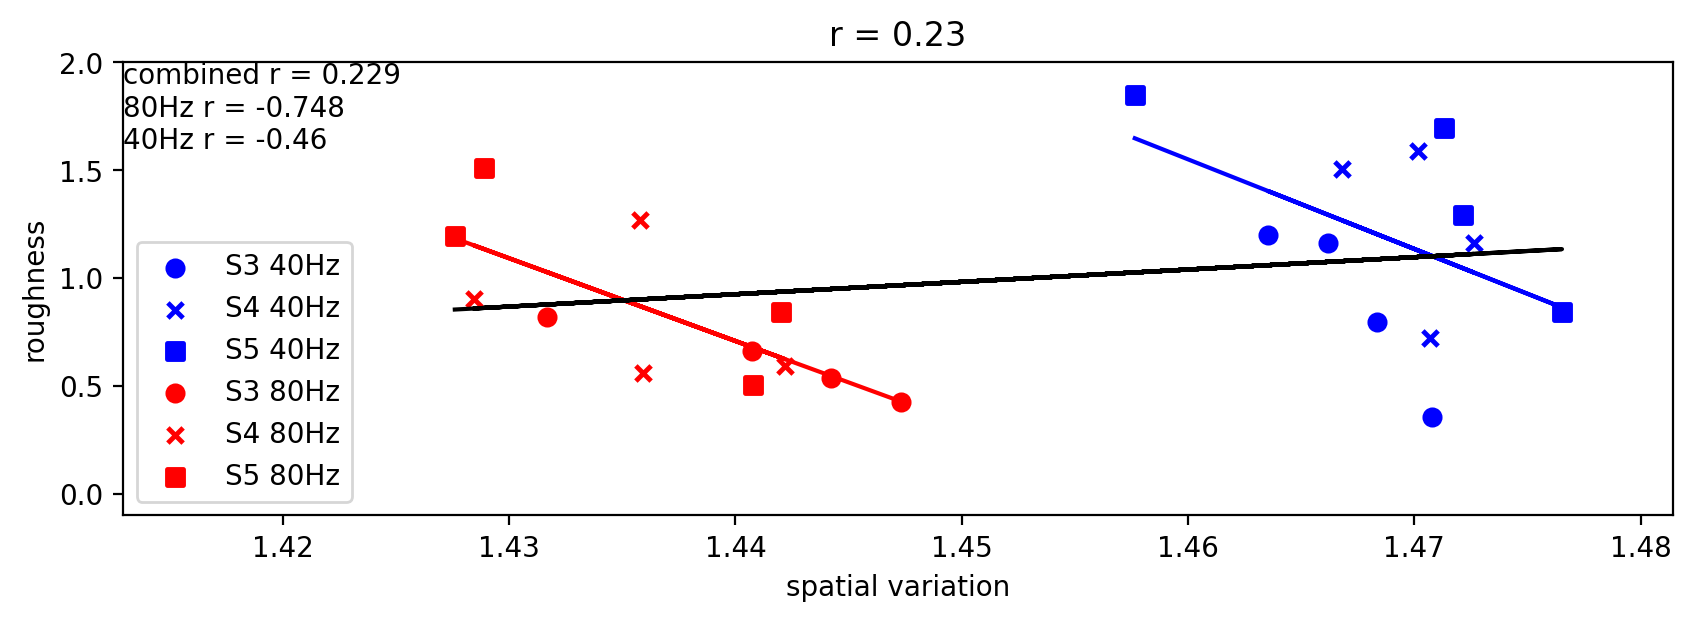 r = 0.23
combined r = 0.229
80Hz r = -0.748
40Hz r = -0.46
2.0
1.5
1.0
0.5
0.0
roughness
S3 40Hz
S4 40Hz
S5 40Hz
S3 80Hz
S4 80Hz
S5 80Hz
1.42 1.43 1.44 1.45 1.46 1.47 1.48
spatial variation